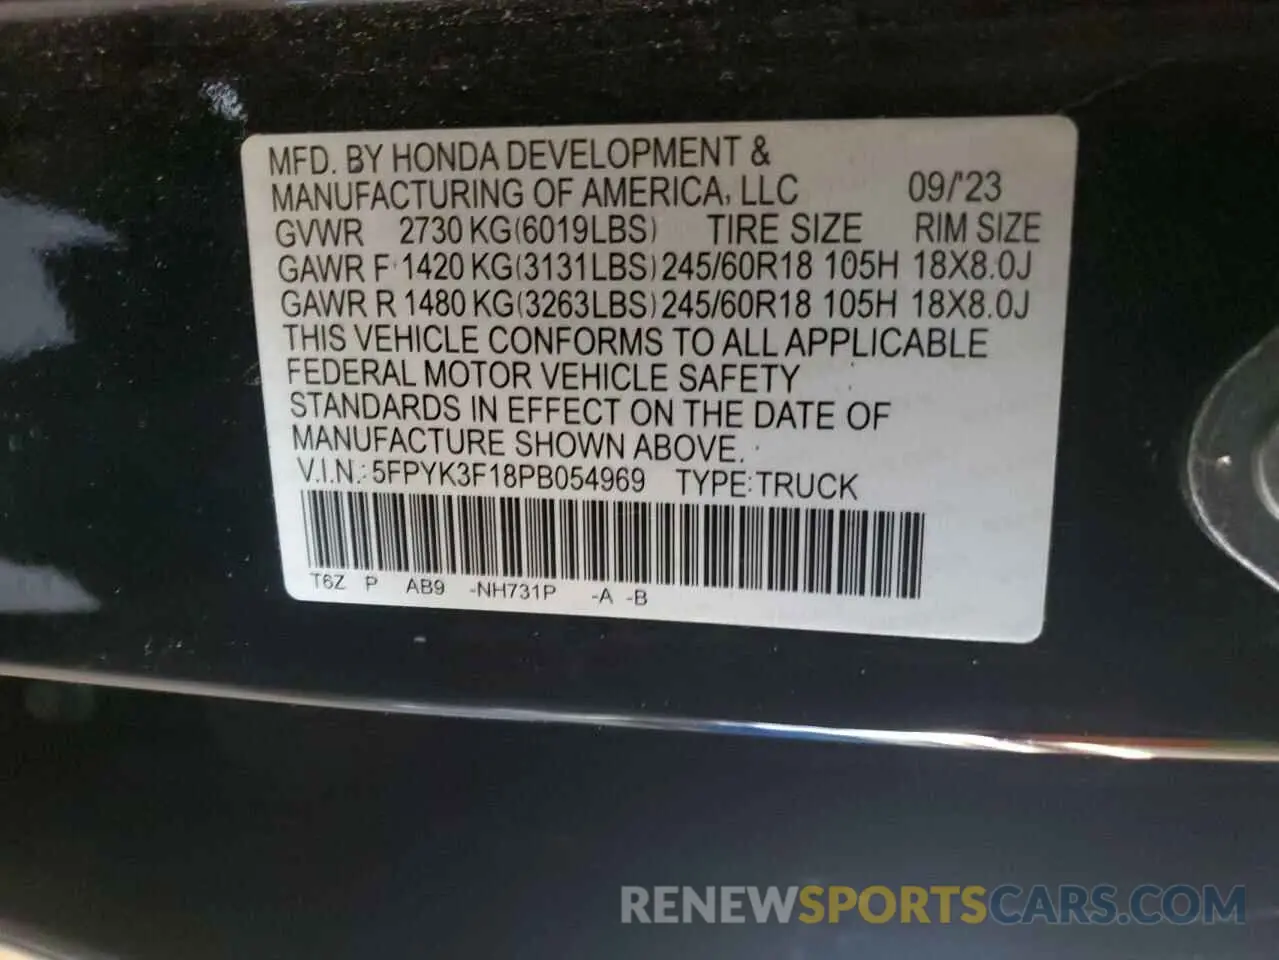 MFD. BY HONDA DEVELOPMENT &
MANUFACTURING OF AMERICA, LLC 09/'23
GVWR 2730 KG(6019LBS) TIRE SIZE RIM SIZE
GAWR F 1420 KG(3131LBS) 245/60R18 105H 18X8.0J
GAWR R 1480 KG(3263LBS) 245/60R18 105H 18X8.0J
THIS VEHICLE CONFORMS TO ALL APPLICABLE
FEDERAL MOTOR VEHICLE SAFETY
STANDARDS IN EFFECT ON THE DATE OF
MANUFACTURE SHOWN ABOVE.
V.I.N.: 5FPYK3F18PB054969 TYPE:TRUCK
T6Z P AB9 -NH731P -A -B
RENEWSPORTSCARS.COM